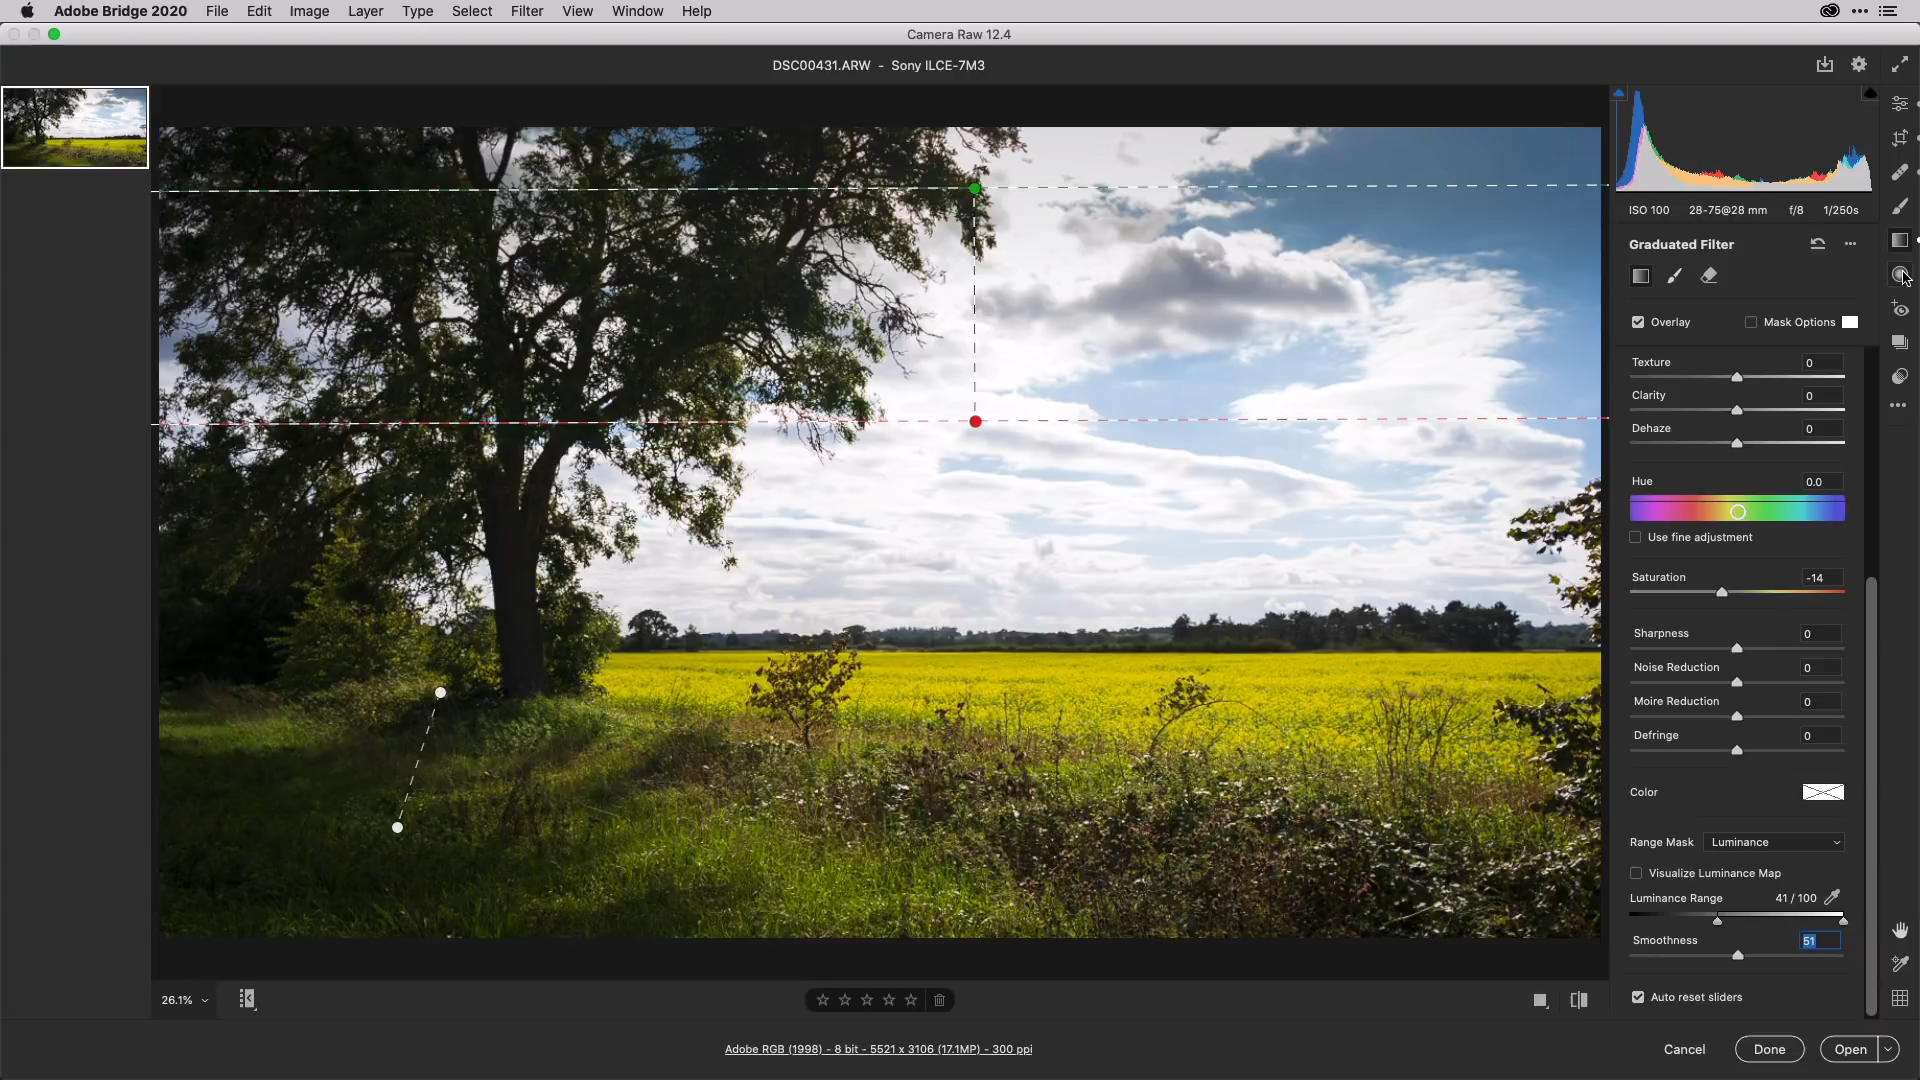 Adobe Bridge 2020 File Edit Image Layer Type Select Filter View Window Help
Camera Raw 12.4
DSC00431.ARW - Sony ILCE-7M3
ISO 100 28-75@28 mm f/8 1/250s
Graduated Filter
Overlay Mask Options
Texture 0
Clarity 0
Dehaze 0
Hue 0.0
Use fine adjustment
Saturation -14
Sharpness 0
Noise Reduction 0
Moire Reduction 0
Defringe 0
Color
Range Mask Luminance
Visualize Luminance Map
Luminance Range 41 / 100
Smoothness 51
26.1%
Auto reset sliders
Adobe RGB (1998) - 8 bit - 5521 x 3106 (17.1MP) - 300 ppi
Cancel Done Open